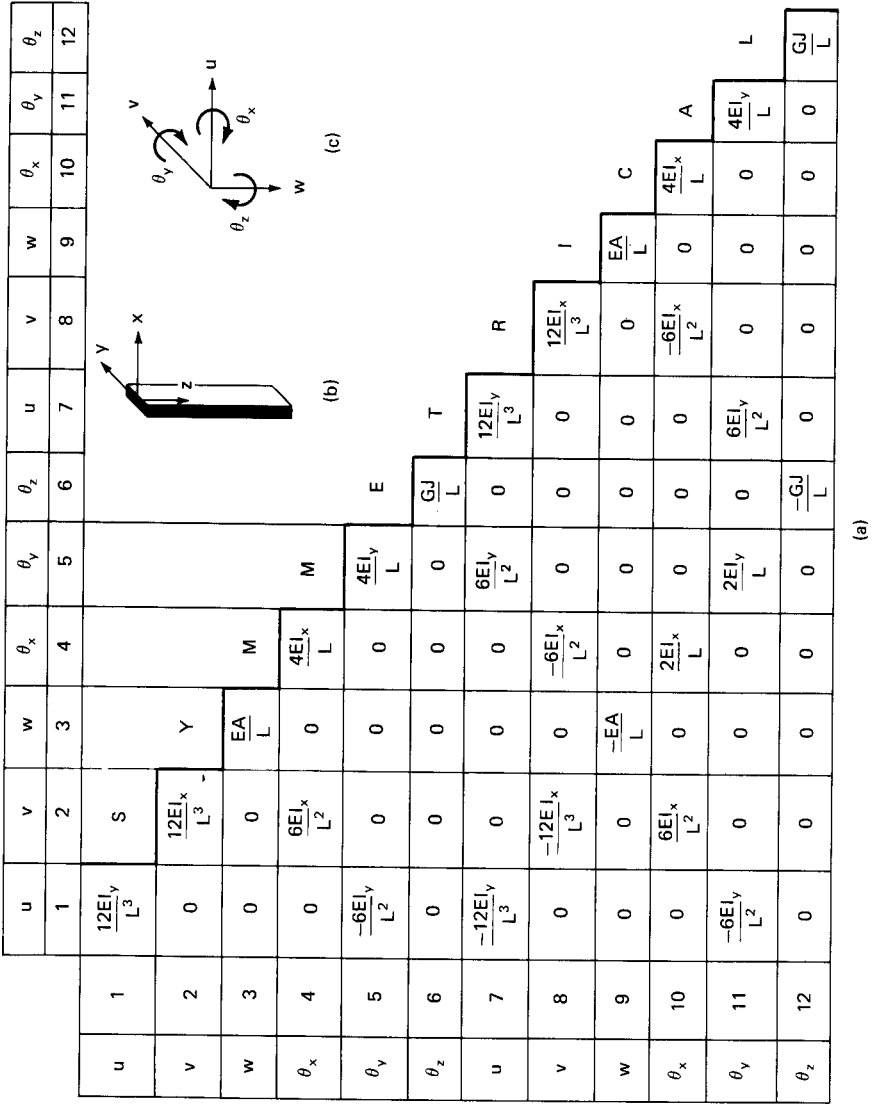 u v w θx θy θz u v w θx θy θz
1 2 3 4 5 6 7 8 9 10 11 12
u 1 12EIy/L³ S
v 2 0 12EIx/L³ Y
w 3 0 0 EA/L M
θx 4 0 6EIx/L² 0 4EIx/L M
θy 5 −6EIy/L² 0 0 0 4EIy/L E
θz 6 0 0 0 0 0 GJ/L T
u 7 −12EIy/L³ 0 0 0 6EIy/L² 0 12EIy/L³ R
v 8 0 −12EIx/L³ 0 −6EIx/L² 0 0 0 12EIx/L³ I
w 9 0 0 −EA/L 0 0 0 0 0 EA/L C
θx 10 0 6EIx/L² 0 2EIx/L 0 0 0 −6EIx/L² 0 4EIx/L A
θy 11 −6EIy/L² 0 0 0 2EIy/L 0 6EIy/L² 0 0 0 4EIy/L L
θz 12 0 0 0 0 0 −GJ/L 0 0 0 0 0 GJ/L
y
x
z
(b)
v
θy
u
θx
θz
w
(c)
(a)